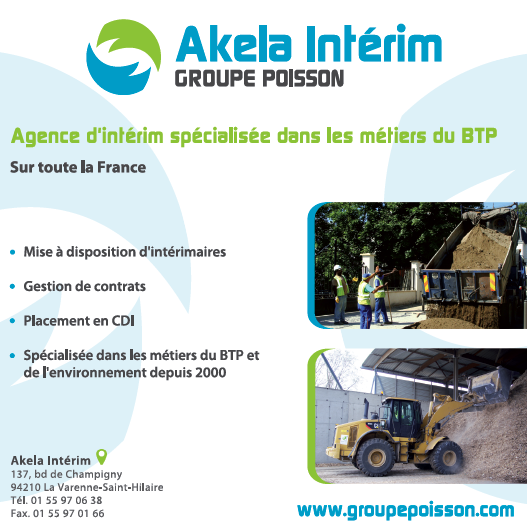 Akela Intérim
GROUPE POISSON
Agence d'intérim spécialisée dans les métiers du BTP
Sur toute la France
• Mise à disposition d'intérimaires
• Gestion de contrats
• Placement en CDI
• Spécialisée dans les métiers du BTP et
de l'environnement depuis 2000
Akela Intérim
137, bd de Champigny
94210 La Varenne-Saint-Hilaire
Tél. 01 55 97 06 38
Fax. 01 55 97 01 66
www.groupepoisson.com